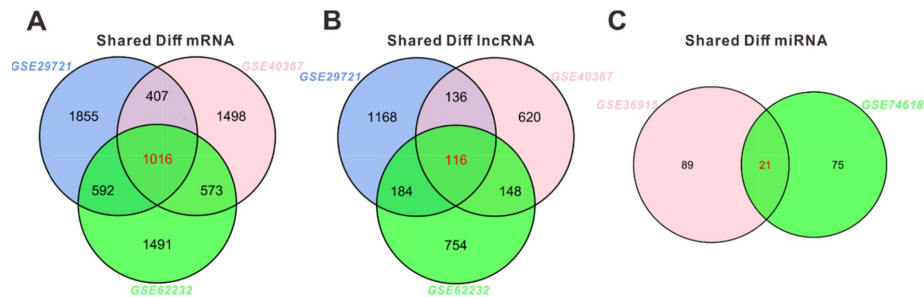 A
Shared Diff mRNA
GSE29721
GSE40367
407
1855
1498
1016
592
573
1491
GSE62232
B
Shared Diff lncRNA
GSE29721
GSE40367
136
1168
620
116
184
148
754
GSE62232
C
Shared Diff miRNA
GSE36915
GSE74618
89
21
75